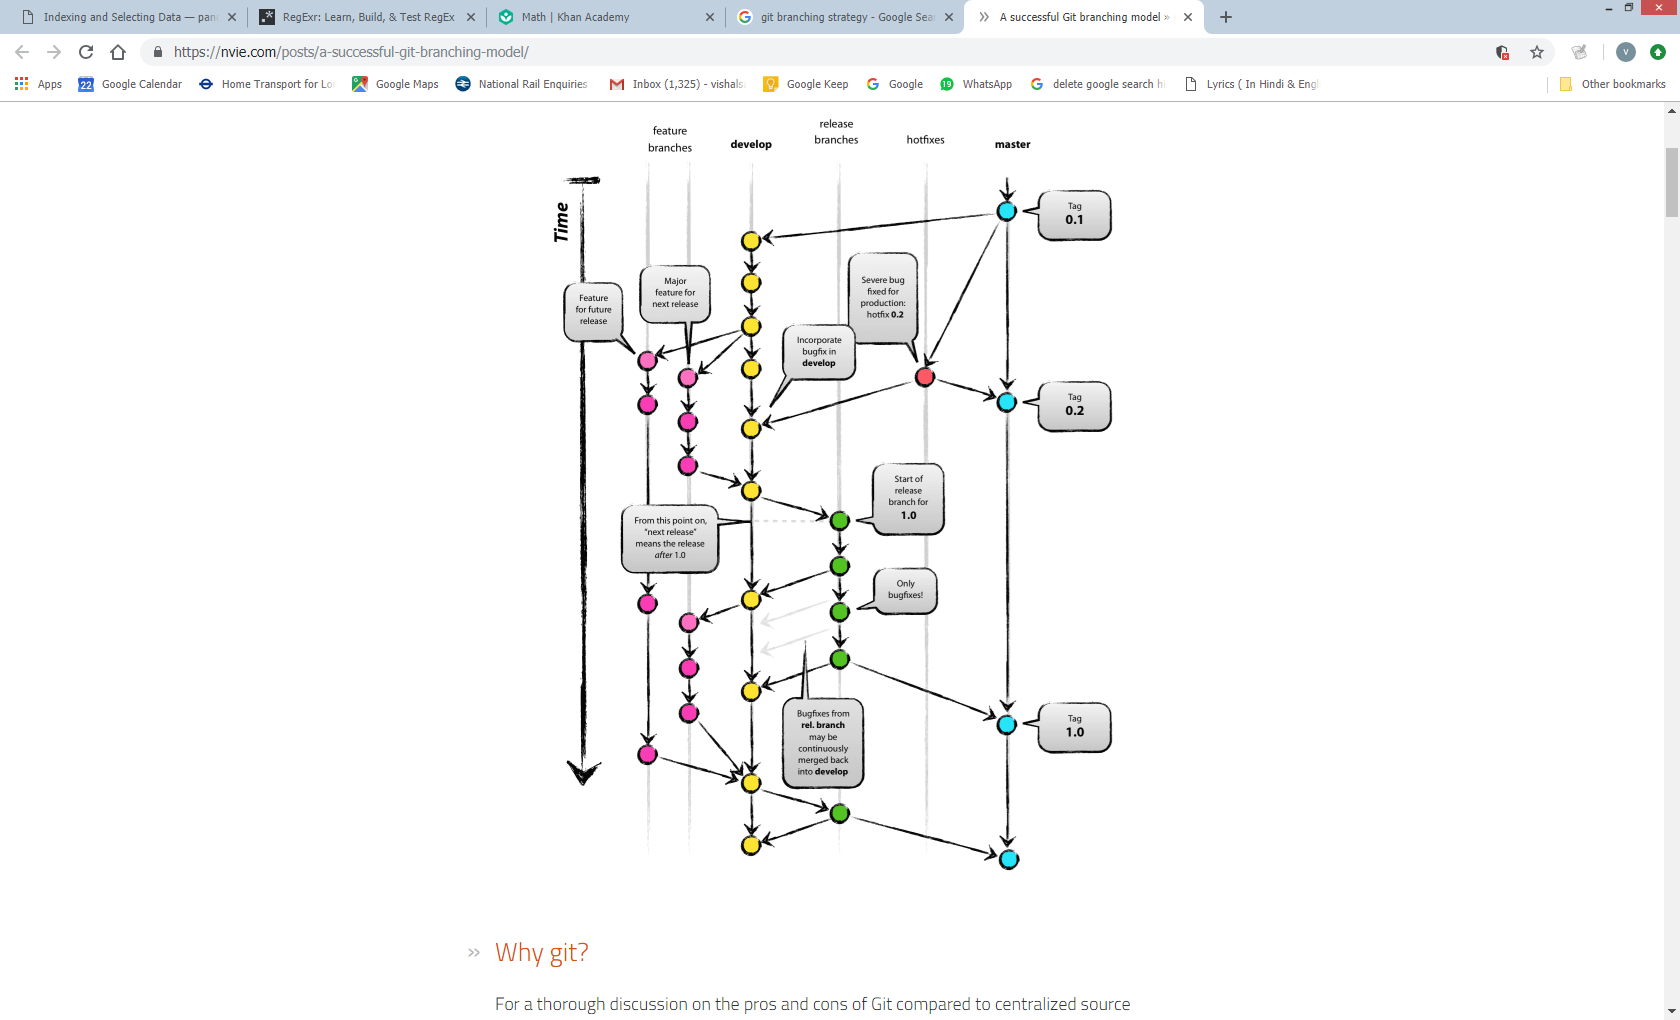 Indexing and Selecting Data — pan
RegExr: Learn, Build, & Test RegEx
Math | Khan Academy
git branching strategy - Google Sea
A successful Git branching model »
https://nvie.com/posts/a-successful-git-branching-model/
V
Apps
22
Google Calendar
Home Transport for Lo
Google Maps
National Rail Enquiries
Inbox (1,325) - vishals
Google Keep
Google
19
WhatsApp
delete google search hi
Lyrics ( In Hindi & Engl
Other bookmarks
feature
branches
develop
release
branches
hotfixes
master
Time
Tag
0.1
Feature
for future
release
Major
feature for
next release
Severe bug
fixed for
production:
hotfix 0.2
Incorporate
bugfix in
develop
Tag
0.2
Start of
release
branch for
1.0
From this point on,
“next release”
means the release
after 1.0
Only
bugfixes!
Bugfixes from
rel. branch
may be
continuously
merged back
into develop
Tag
1.0
» Why git?
For a thorough discussion on the pros and cons of Git compared to centralized source